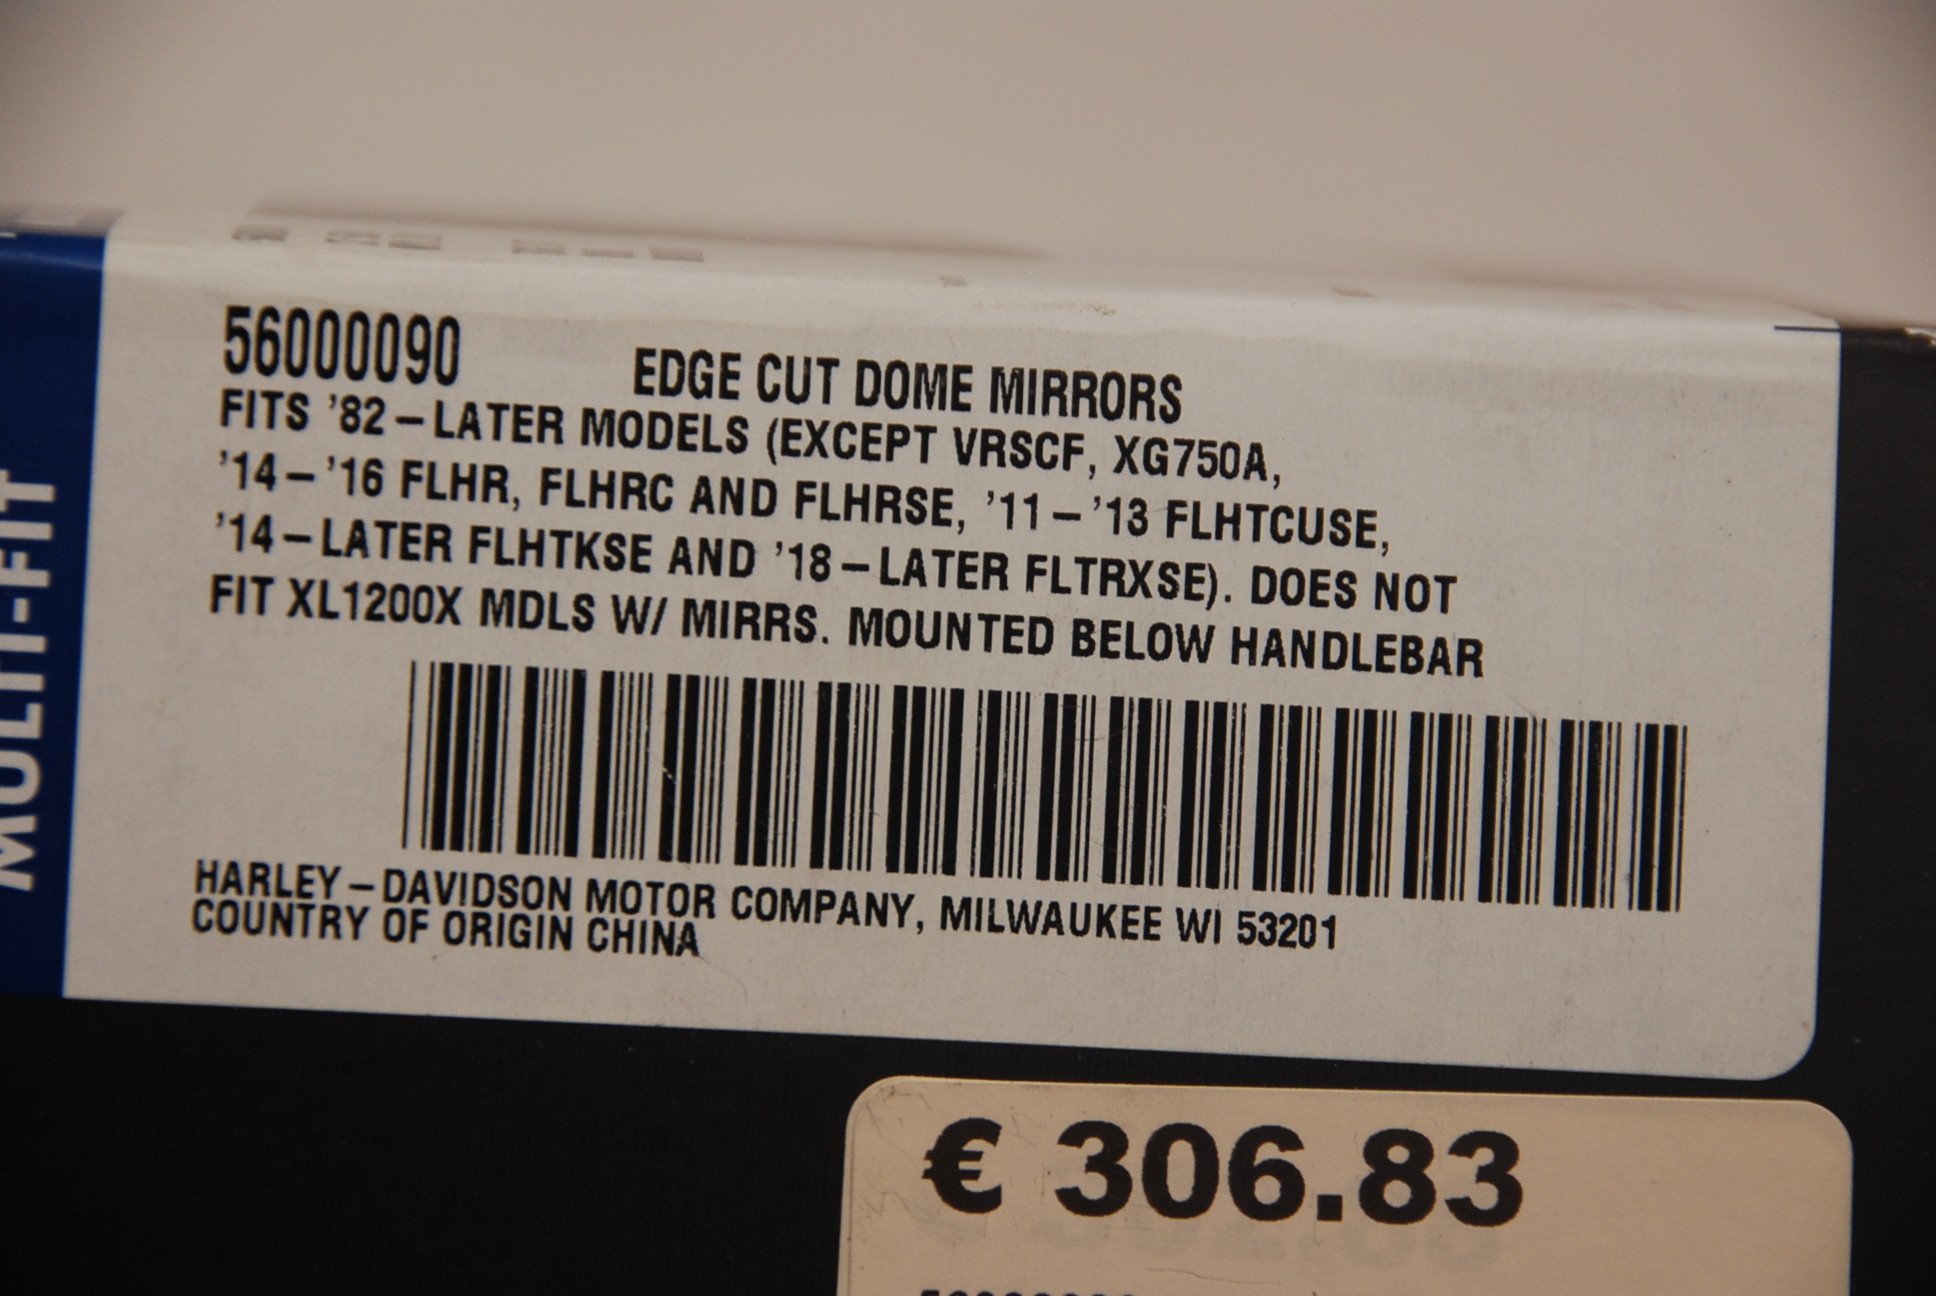 56000090
EDGE CUT DOME MIRRORS
FITS '82–LATER MODELS (EXCEPT VRSCF, XG750A,
'14–'16 FLHR, FLHRC AND FLHRSE, '11–'13 FLHTCUSE,
'14–LATER FLHTKSE AND '18–LATER FLTRXSE). DOES NOT
FIT XL1200X MDLS W/ MIRRS. MOUNTED BELOW HANDLEBAR
HARLEY–DAVIDSON MOTOR COMPANY, MILWAUKEE WI 53201
COUNTRY OF ORIGIN CHINA
MULTI-FIT
€ 306.83